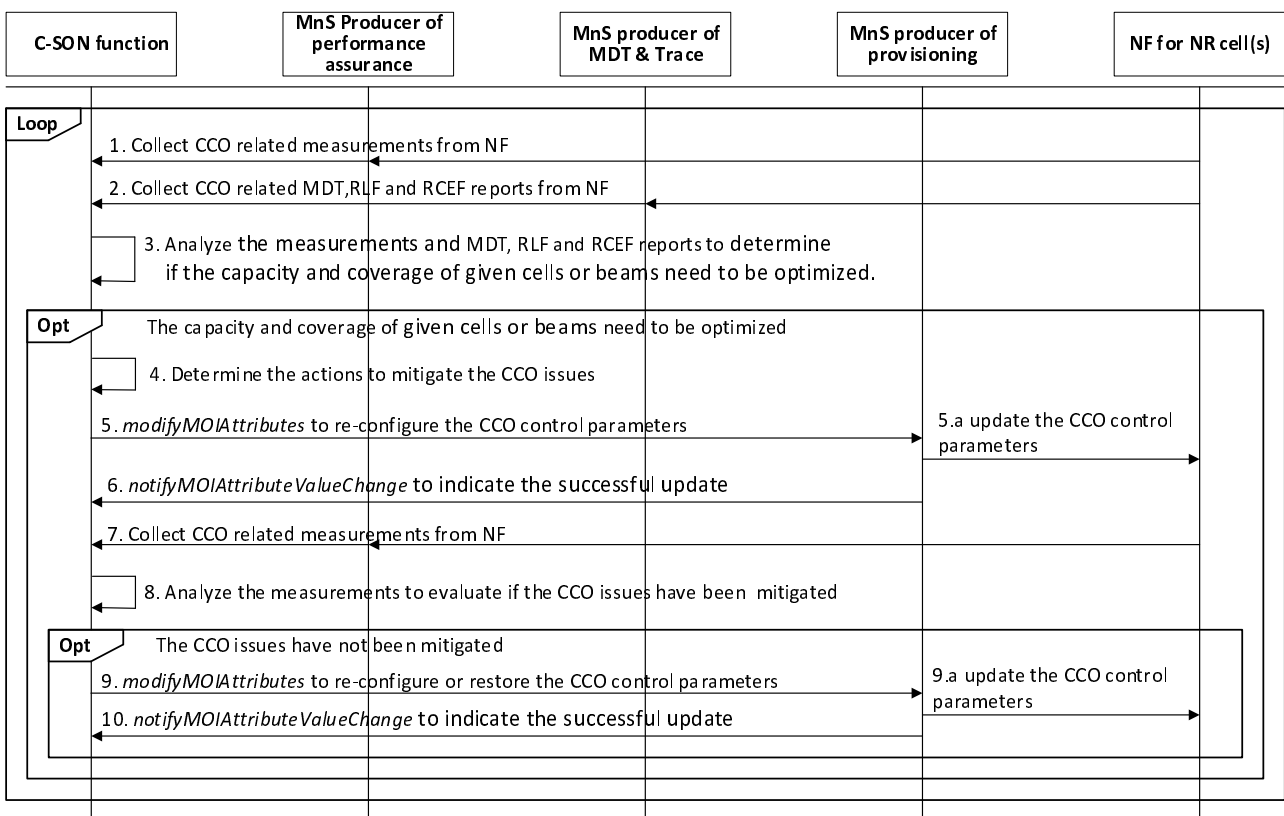 C-SON function
MnS Producer of
performance
assurance
MnS producer of
MDT & Trace
MnS producer of
provisioning
NF for NR cell(s)
Loop
1. Collect CCO related measurements from NF
2. Collect CCO related MDT,RLF and RCEF reports from NF
3. Analyze the measurements and MDT, RLF and RCEF reports to determine
if the capacity and coverage of given cells or beams need to be optimized.
Opt
The capacity and coverage of given cells or beams need to be optimized
4. Determine the actions to mitigate the CCO issues
5. modifyMOIAttributes to re-configure the CCO control parameters
5.a update the CCO control
parameters
6. notifyMOIAttributeValueChange to indicate the successful update
7. Collect CCO related measurements from NF
8. Analyze the measurements to evaluate if the CCO issues have been mitigated
Opt
The CCO issues have not been mitigated
9. modifyMOIAttributes to re-configure or restore the CCO control parameters
9.a update the CCO control
parameters
10. notifyMOIAttributeValueChange to indicate the successful update